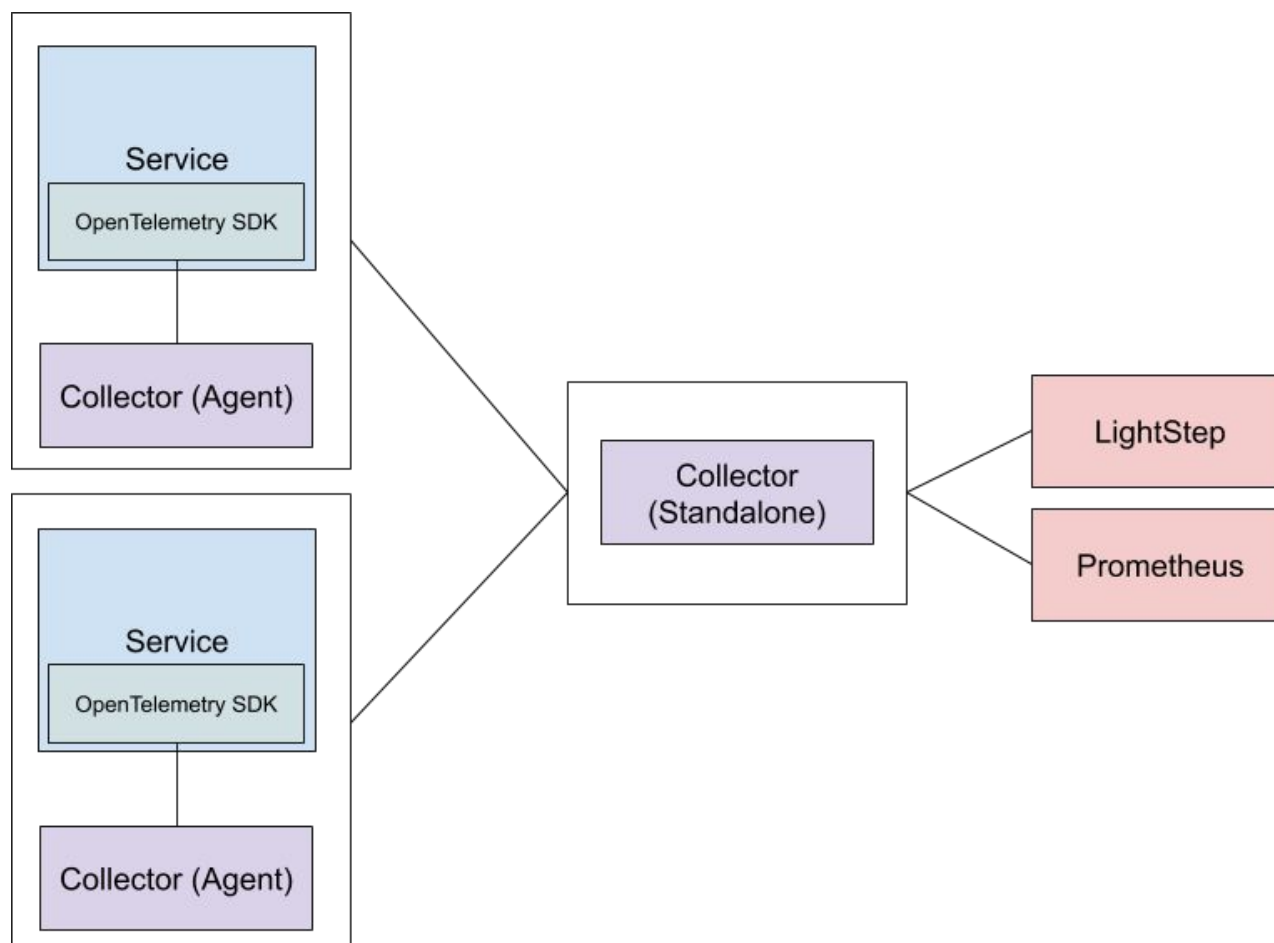 Service
OpenTelemetry SDK
Collector (Agent)
Service
OpenTelemetry SDK
Collector (Agent)
Collector
(Standalone)
LightStep
Prometheus